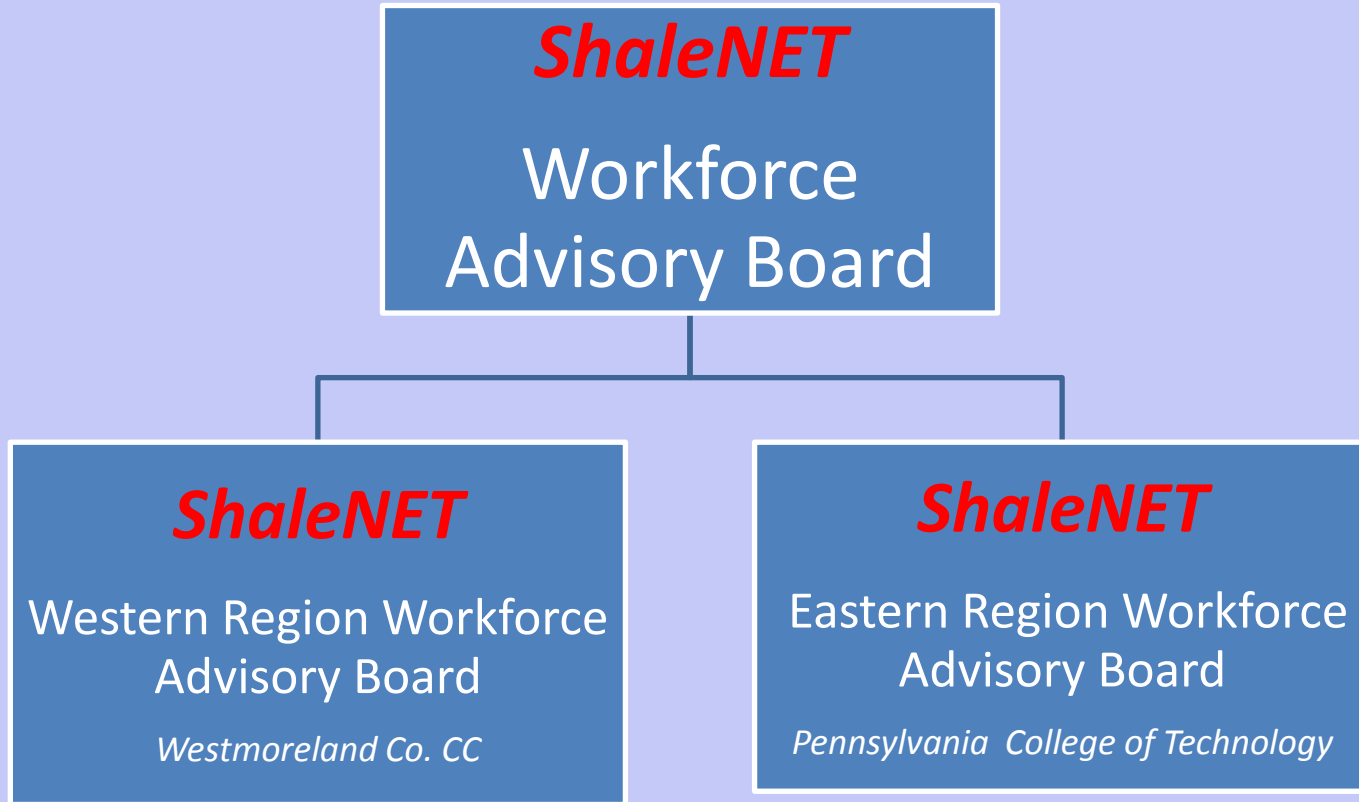 ShaleNET
Workforce
Advisory Board
ShaleNET
Western Region Workforce
Advisory Board
Westmoreland Co. CC
ShaleNET
Eastern Region Workforce
Advisory Board
Pennsylvania College of Technology